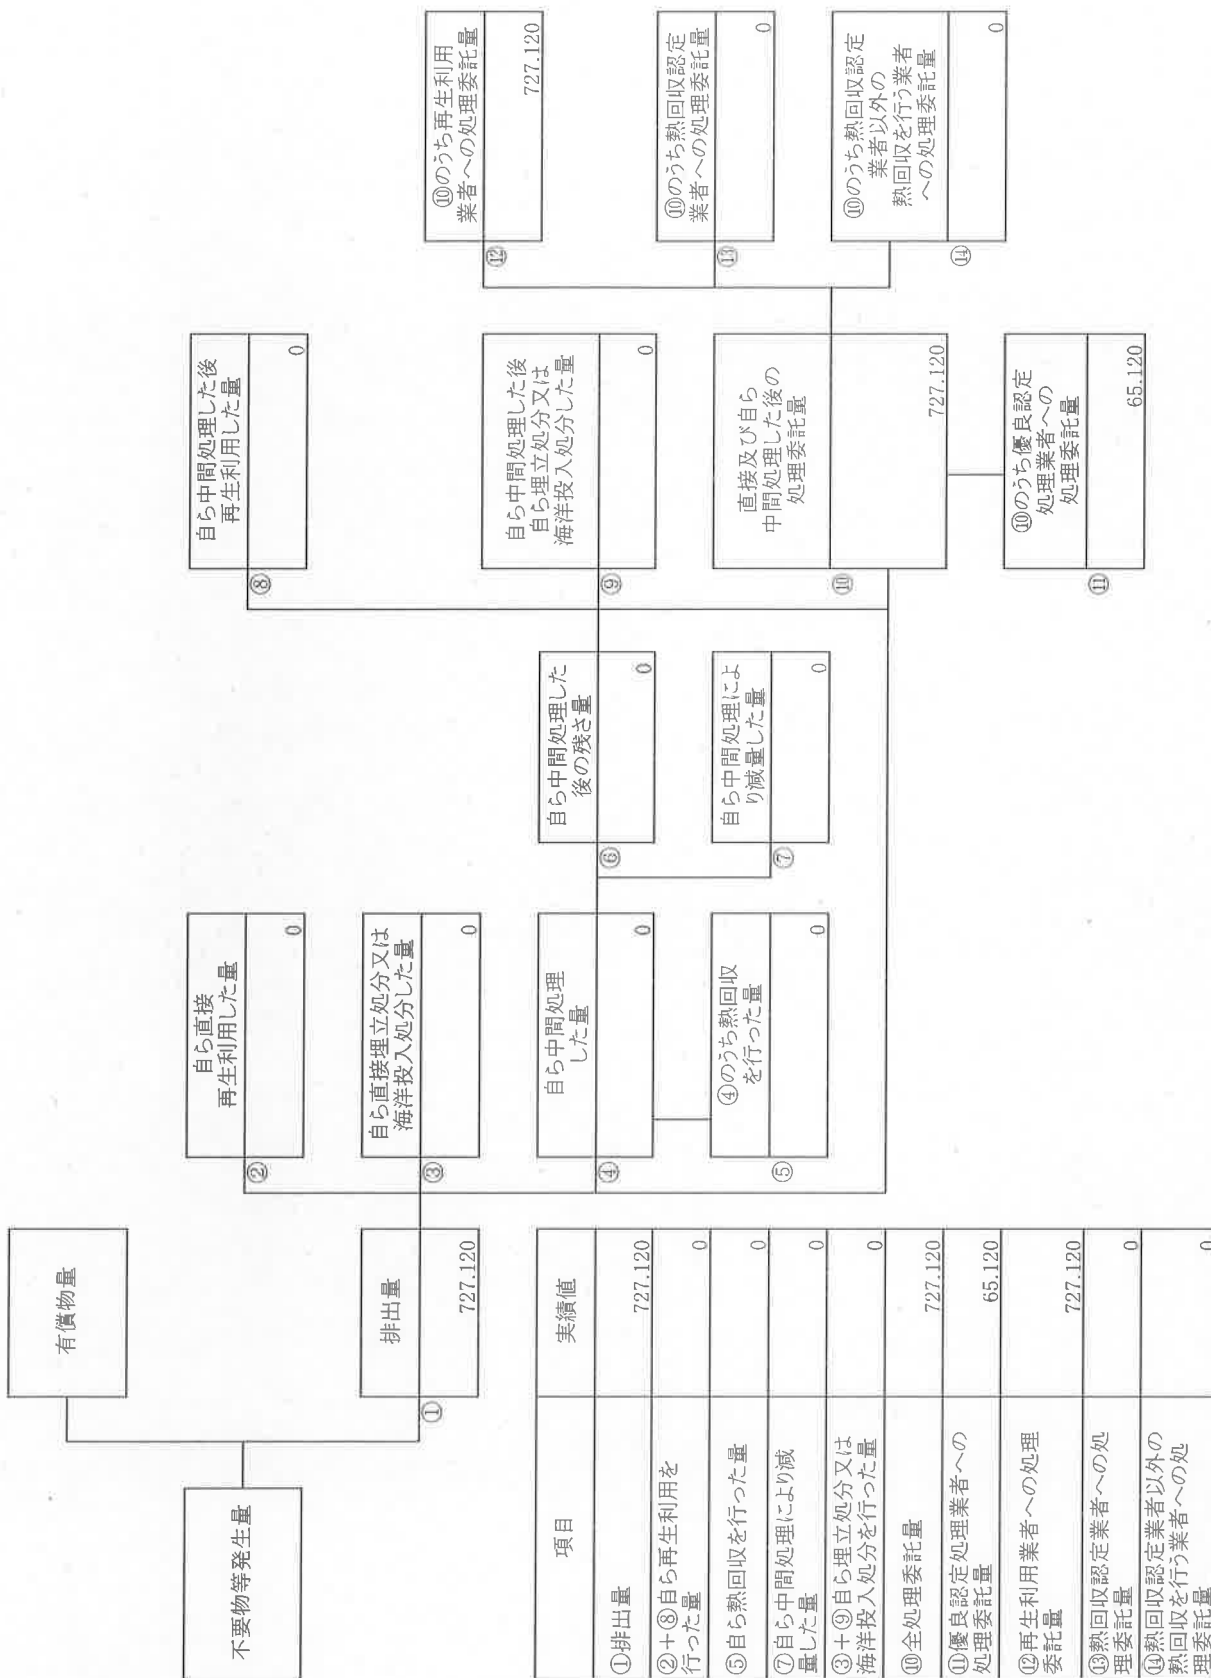 不要物等発生量
有償物量
①
排出量
727.120
②
自ら直接
再生利用した量
0
③
自ら直接埋立処分又は
海洋投入処分した量
0
④
自ら中間処理
した量
0
⑤
④のうち熱回収
を行った量
0
⑥
自ら中間処理した
後の残さ量
0
⑦
自ら中間処理によ
り減量した量
0
⑧
自ら中間処理した後
再生利用した量
0
⑨
自ら中間処理した後
自ら埋立処分又は
海洋投入処分した量
0
⑩
直接及び自ら
中間処理した後の
処理委託量
727.120
⑪
⑩のうち優良認定
処理業者への
処理委託量
65.120
⑫
⑩のうち再生利用
業者への処理委託量
727.120
⑬
⑩のうち熱回収認定
業者への処理委託量
0
⑭
⑩のうち熱回収認定
業者以外の
熱回収を行う業者
への処理委託量
0
項目
実績値
①排出量
727.120
②+⑧自ら再生利用を
行った量
0
⑤自ら熱回収を行った量
0
⑦自ら中間処理により減
量した量
0
③+⑨自ら埋立処分又は
海洋投入処分を行った量
0
⑩全処理委託量
727.120
⑪優良認定処理業者への
処理委託量
65.120
⑫再生利用業者への処理
委託量
727.120
⑬熱回収認定業者への処
理委託量
0
⑭熱回収認定業者以外の
熱回収を行う業者への処
理委託量
0